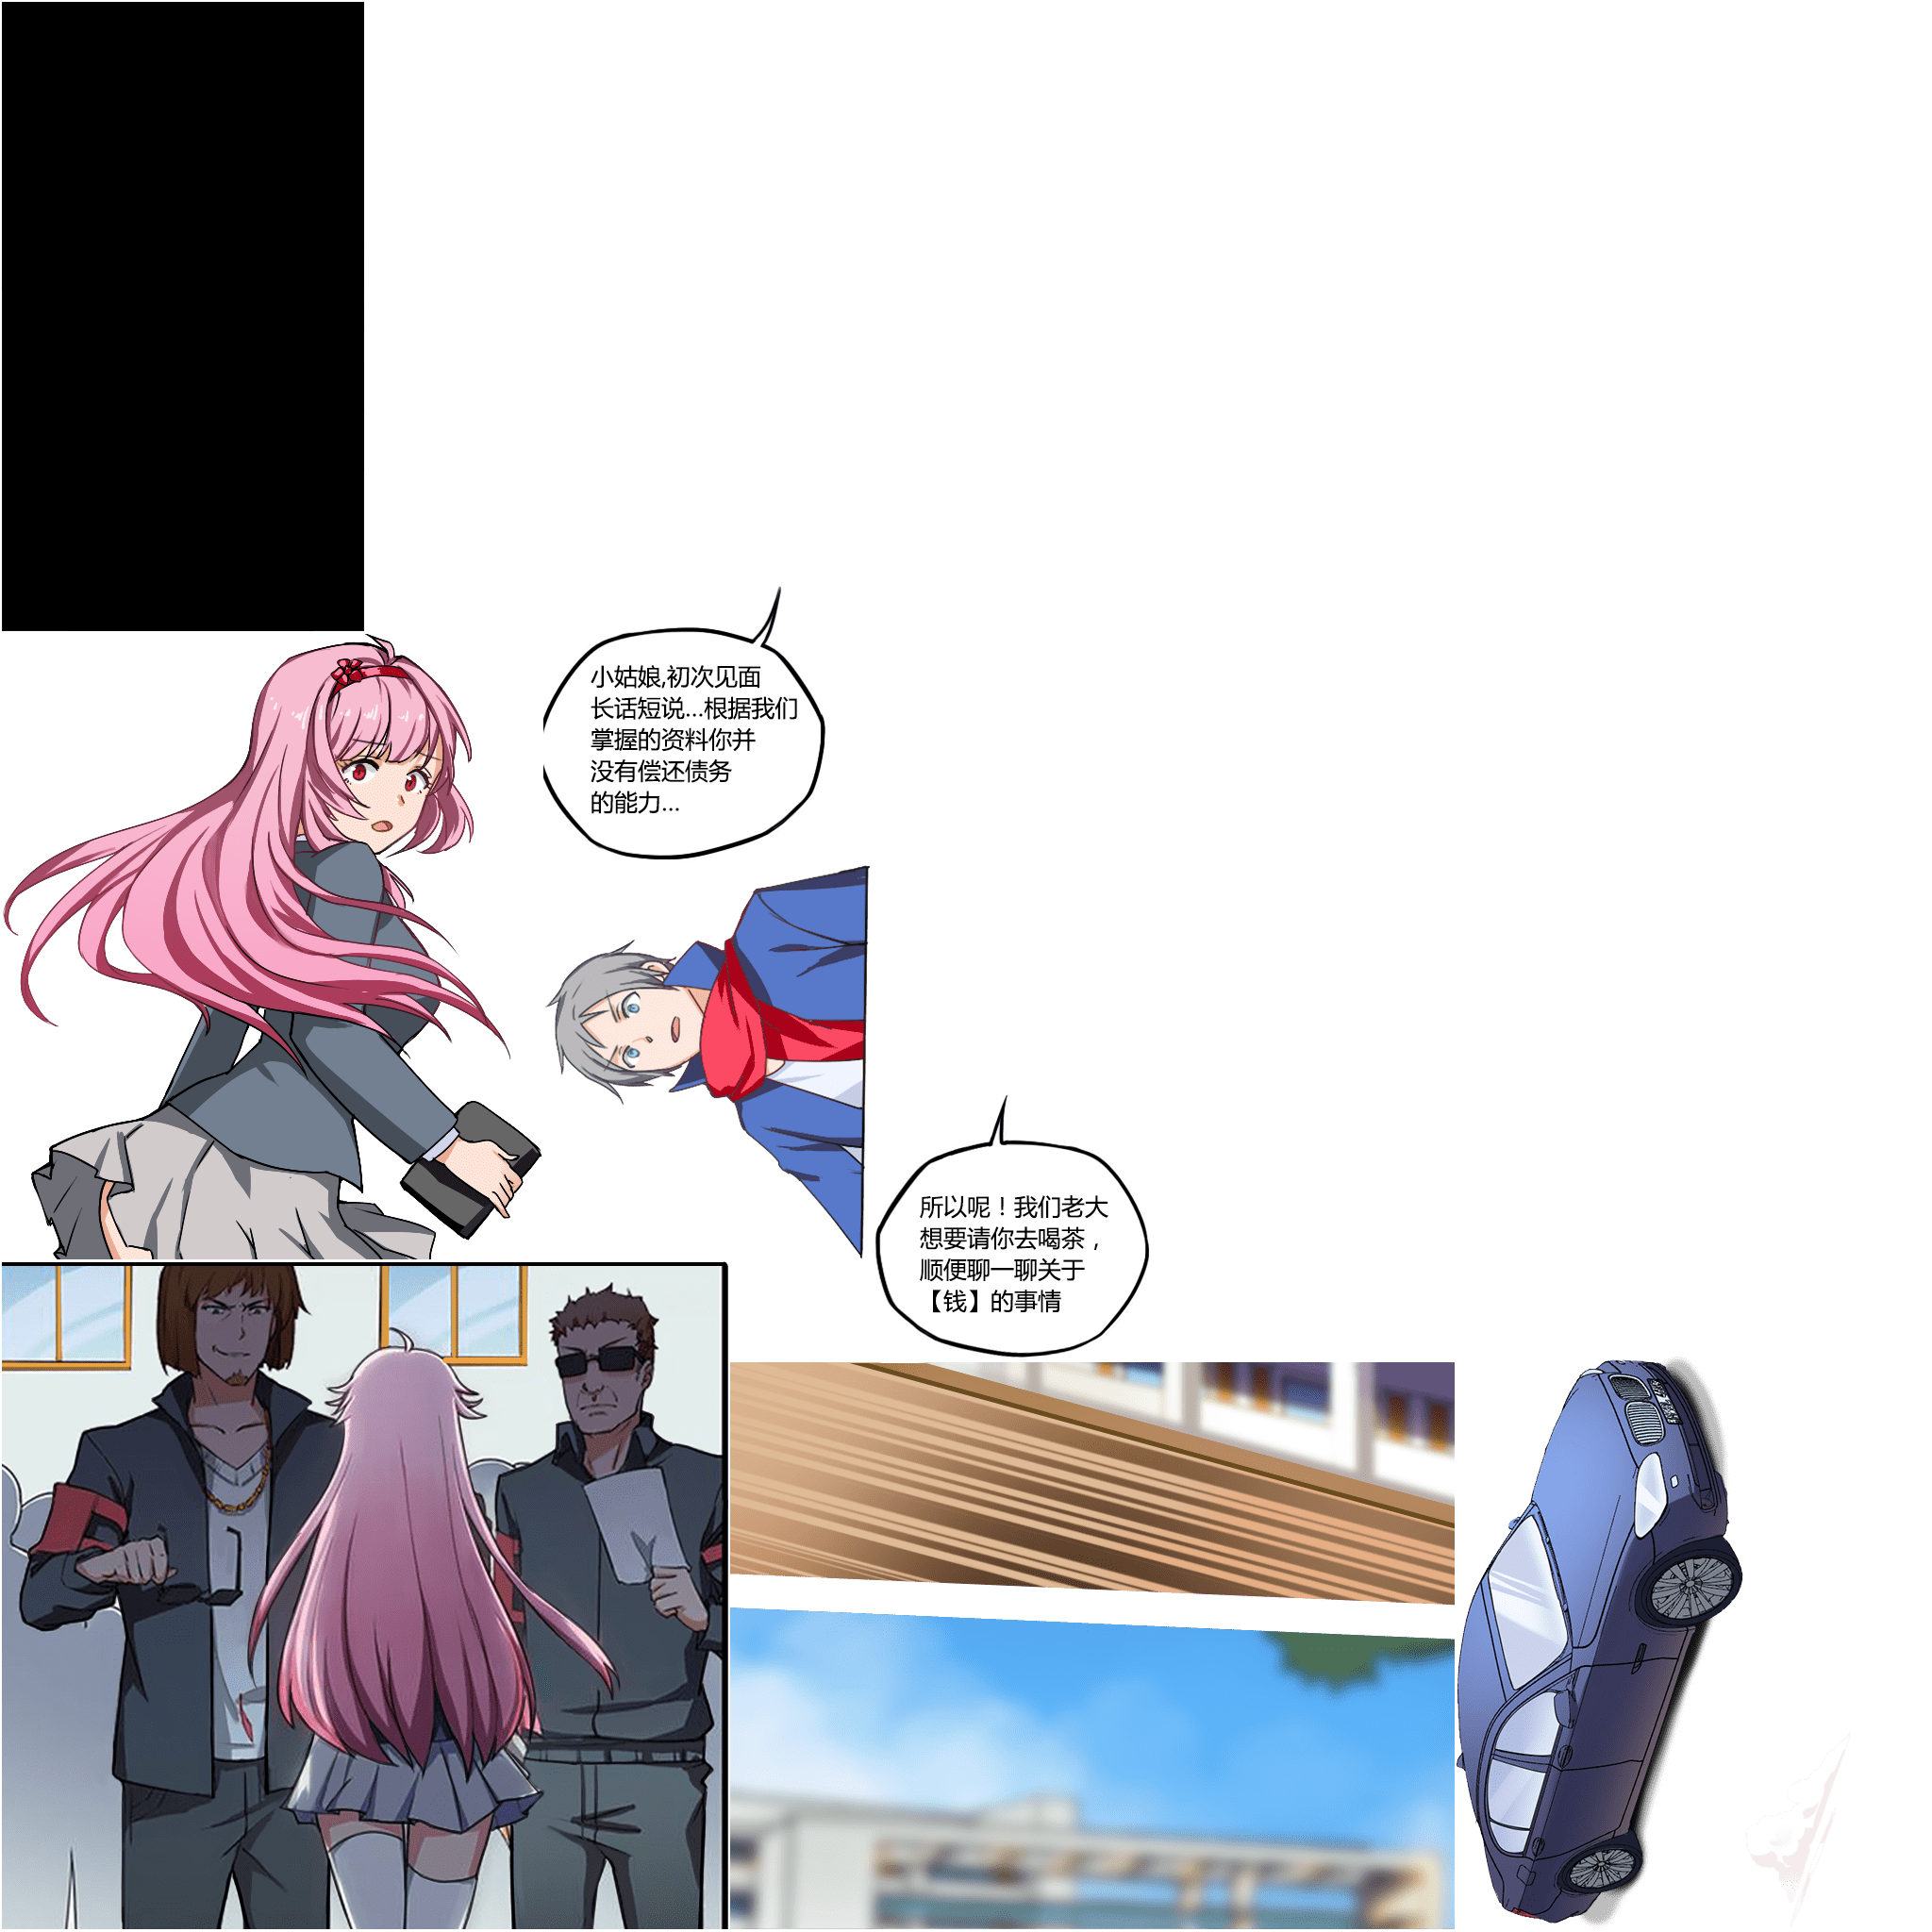 小姑娘,初次见面
长话短说...根据我们
掌握的资料你并
没有偿还债务
的能力...
所以呢！我们老大
想要请你去喝茶，
顺便聊一聊关于
【钱】的事情